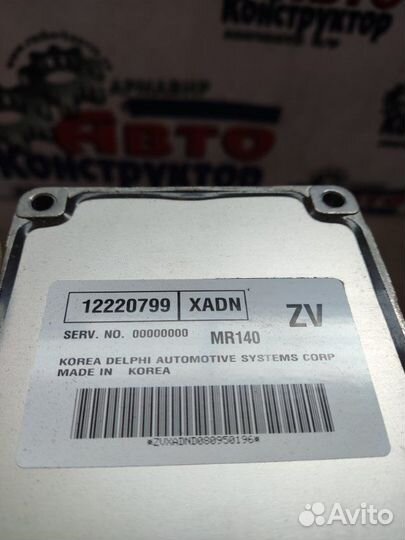 Конструктор
АРМАВИР
АВТО
Конструктор
12220799 XADN ZV
SERV. NO. 00000000 MR140
KOREA DELPHI AUTOMOTIVE SYSTEMS CORP
MADE IN KOREA
*ZVXADND080950196*
Avito